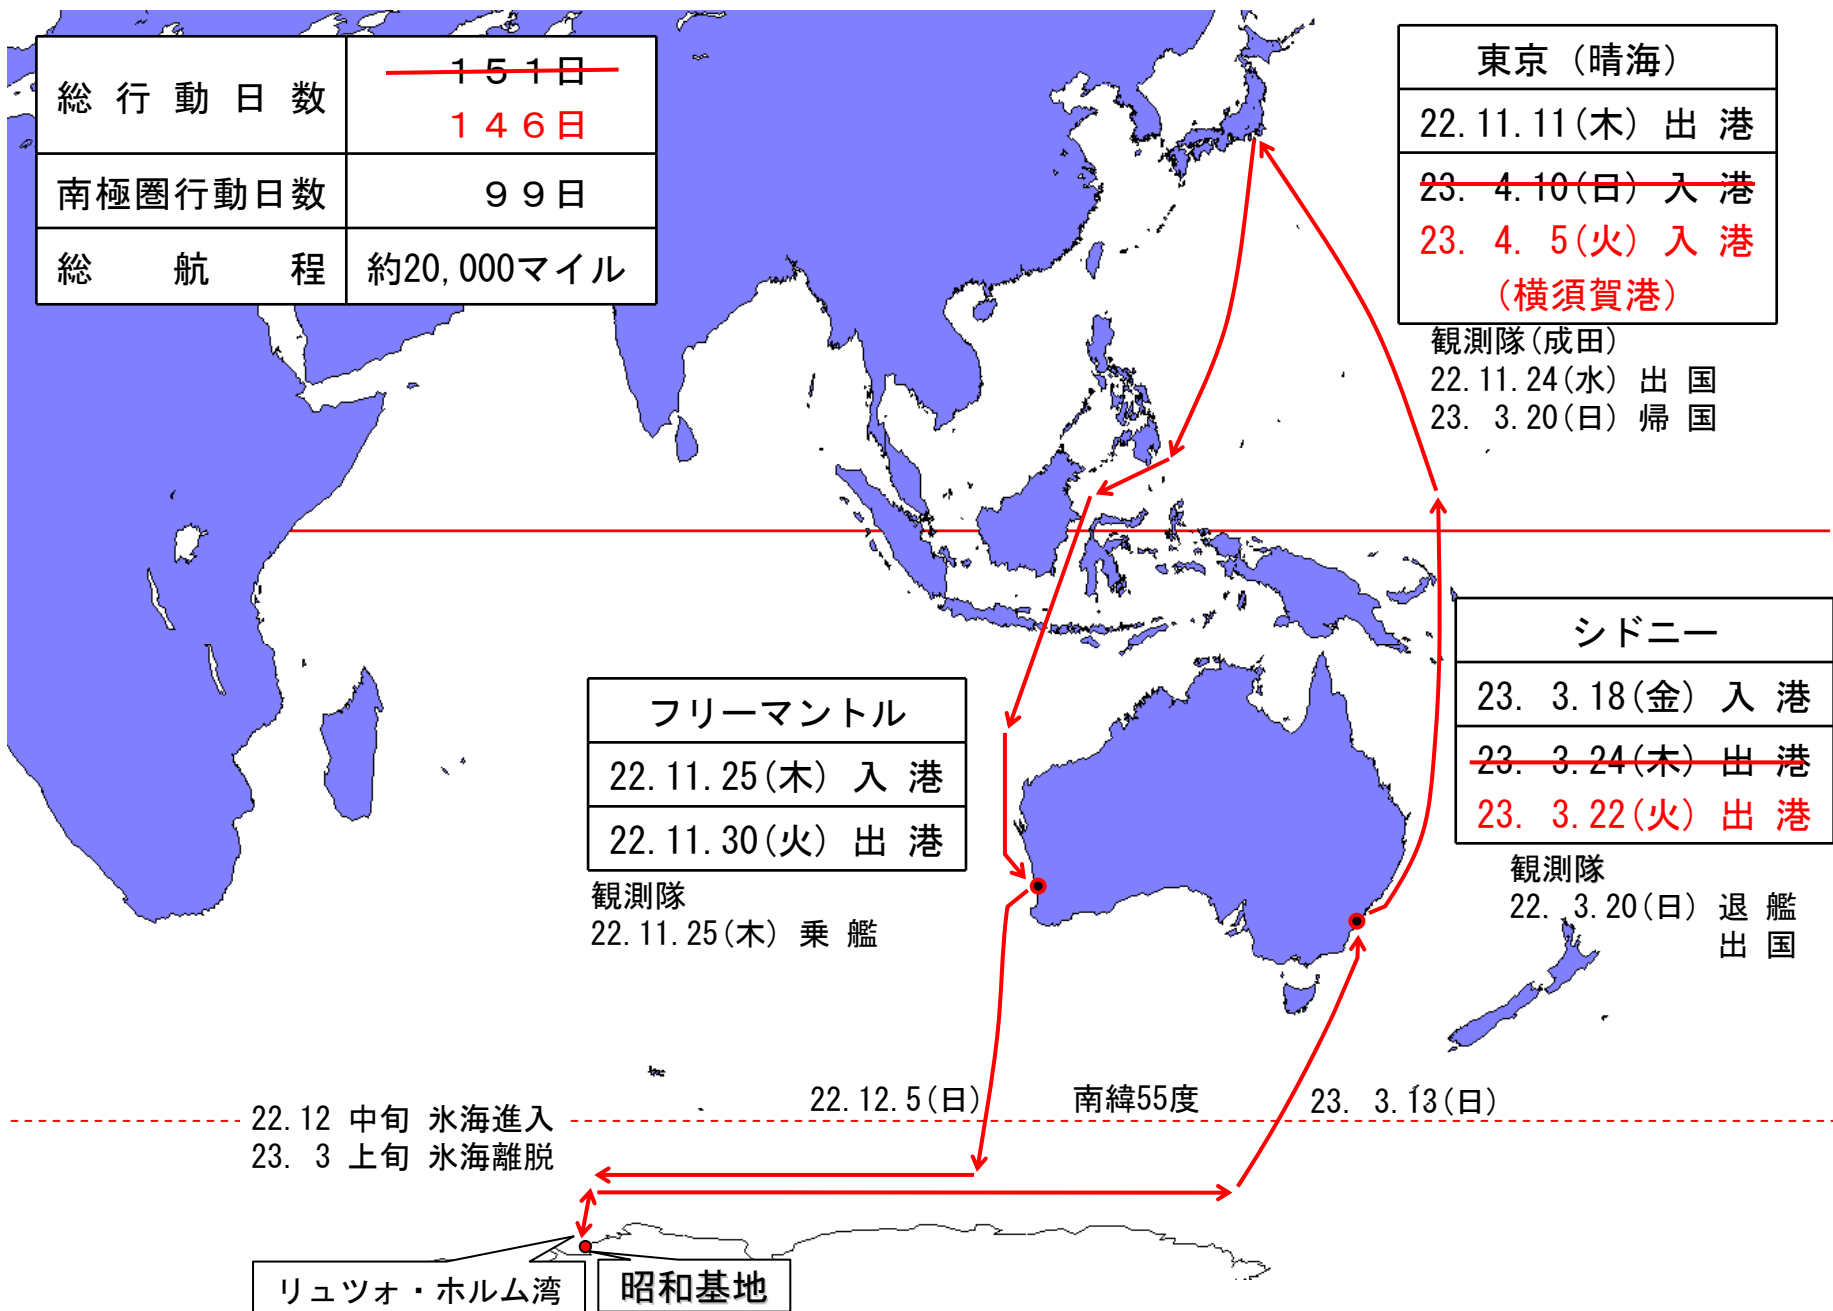 総行動日数
151日
146日
南極圏行動日数
99日
総航程
約20,000マイル
東京（晴海）
22.11.11(木) 出 港
23. 4.10(日) 入 港
23. 4. 5(火) 入 港
（横須賀港）
観測隊(成田)
22.11.24(水) 出 国
23. 3.20(日) 帰 国
フリーマントル
22.11.25(木) 入 港
22.11.30(火) 出 港
観測隊
22.11.25(木) 乗 艦
シドニー
23. 3.18(金) 入 港
23. 3.24(木) 出 港
23. 3.22(火) 出 港
観測隊
22. 3.20(日) 退 艦
出 国
22.12.5(日)
南緯55度
23. 3.13(日)
22.12 中旬 氷海進入
23. 3 上旬 氷海離脱
リュツォ・ホルム湾
昭和基地